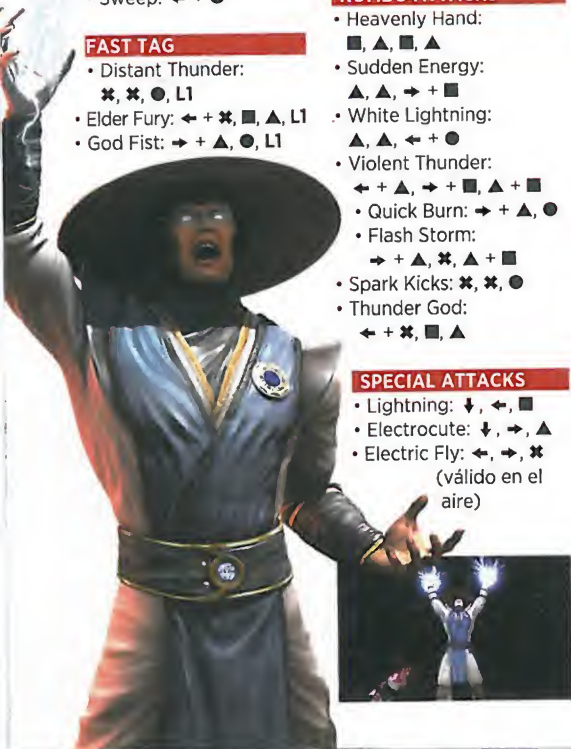 • Sweep: ← + ●
FAST TAG
• Distant Thunder:
✖, ✖, ●, L1
• Elder Fury: ← + ✖, ■, ▲, L1
• God Fist: → + ▲, ●, L1
• Heavenly Hand:
■, ▲, ■, ▲
• Sudden Energy:
▲, ▲, → + ■
• White Lightning:
▲, ▲, ← + ●
• Violent Thunder:
← + ▲, → + ■, ▲ + ■
• Quick Burn: → + ▲, ●
• Flash Storm:
→ + ▲, ✖, ▲ + ■
• Spark Kicks: ✖, ✖, ●
• Thunder God:
← + ✖, ■, ▲
SPECIAL ATTACKS
• Lightning: ↓, ←, ■
• Electrocute: ↓, →, ▲
• Electric Fly: ←, →, ✖
(válido en el
aire)